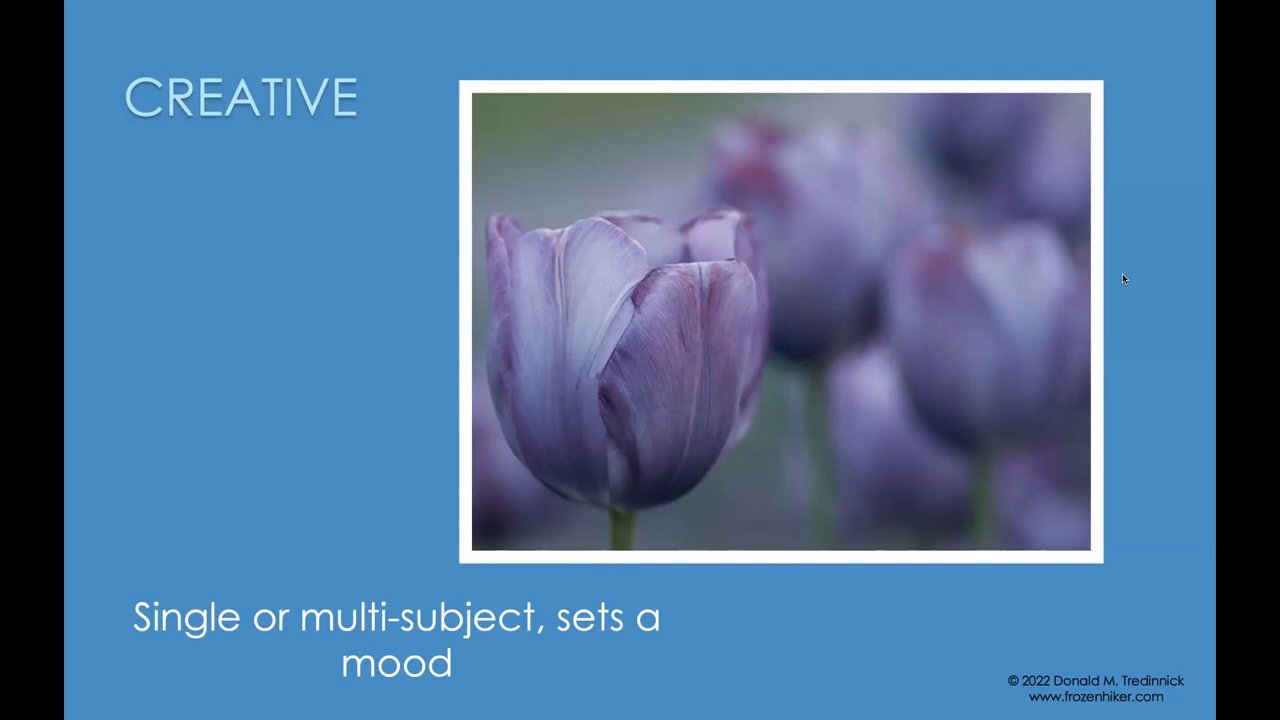 CREATIVE
Single or multi-subject, sets a
mood
© 2022 Donald M. Tredinnick
www.frozenhiker.com